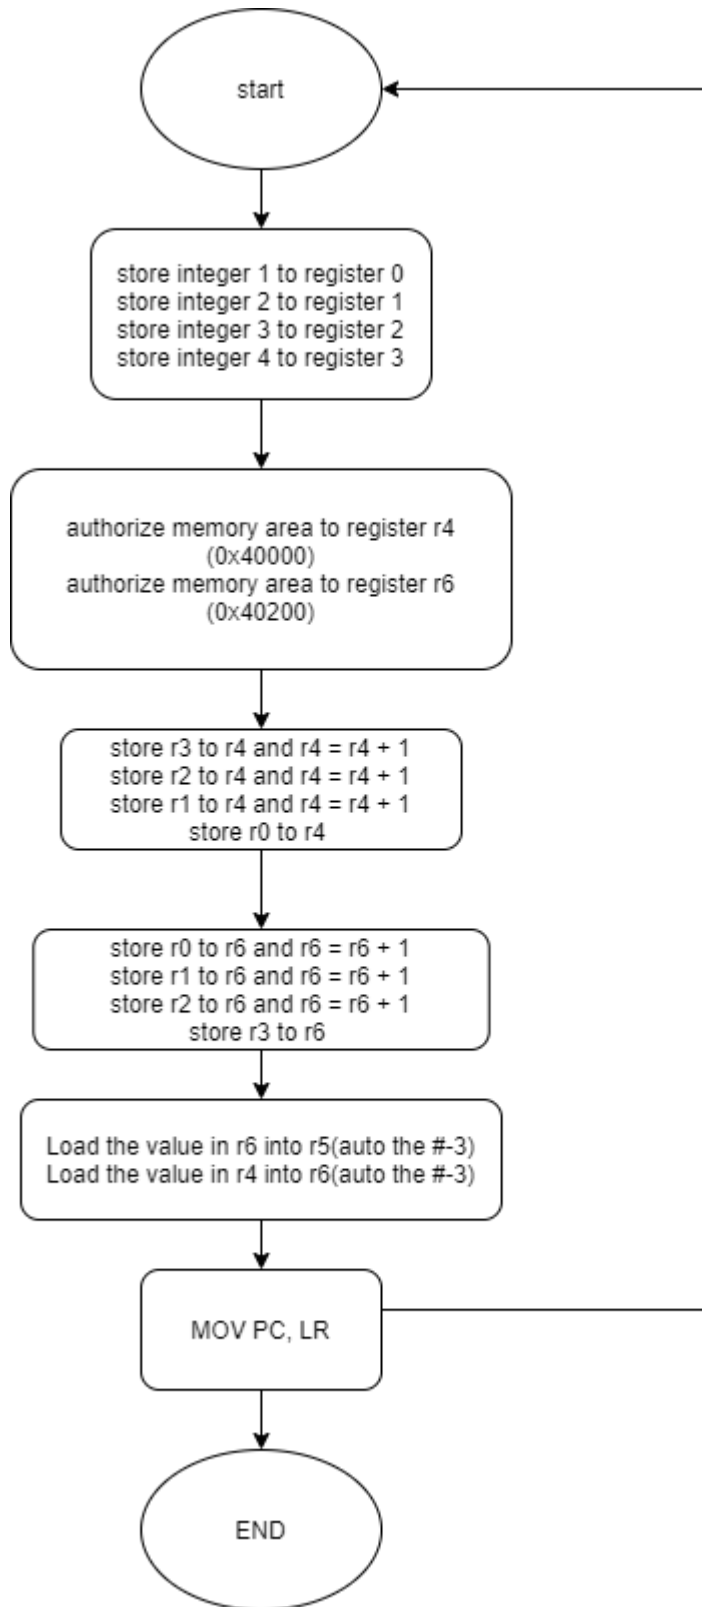 start
store integer 1 to register 0
store integer 2 to register 1
store integer 3 to register 2
store integer 4 to register 3
authorize memory area to register r4
(0x40000)
authorize memory area to register r6
(0x40200)
store r3 to r4 and r4 = r4 + 1
store r2 to r4 and r4 = r4 + 1
store r1 to r4 and r4 = r4 + 1
store r0 to r4
store r0 to r6 and r6 = r6 + 1
store r1 to r6 and r6 = r6 + 1
store r2 to r6 and r6 = r6 + 1
store r3 to r6
Load the value in r6 into r5(auto the #-3)
Load the value in r4 into r6(auto the #-3)
MOV PC, LR
END